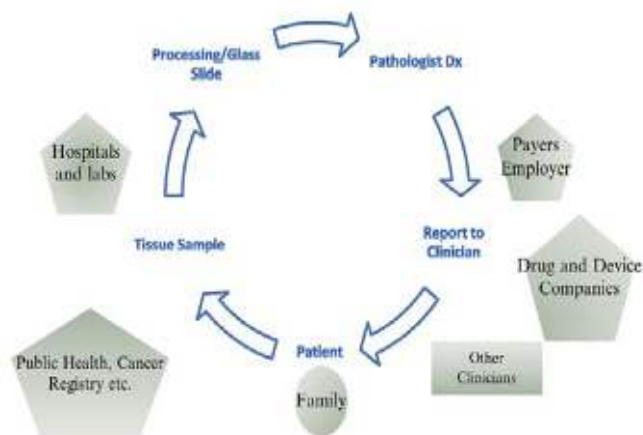 Processing/Glass
Slide
Pathologist Dx
Hospitals
and labs
Payers
Employer
Tissue Sample
Report to
Clinician
Drug and Device
Companies
Public Health, Cancer
Registry etc.
Patient
Family
Other
Clinicians